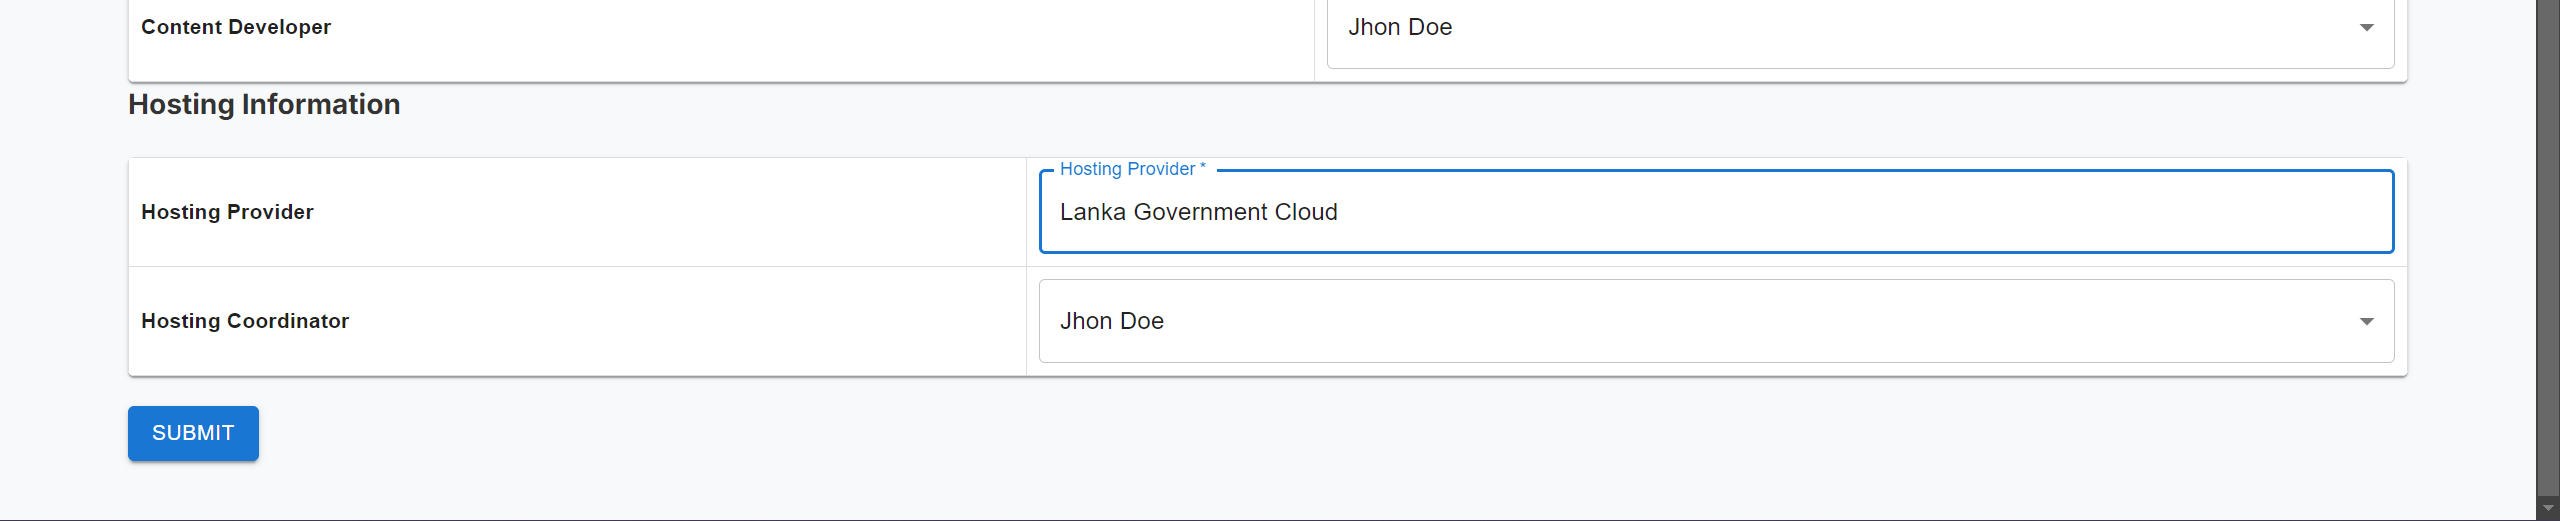 Content Developer
Jhon Doe
Hosting Information
Hosting Provider *
Hosting Provider
Lanka Government Cloud
Hosting Coordinator
Jhon Doe
SUBMIT